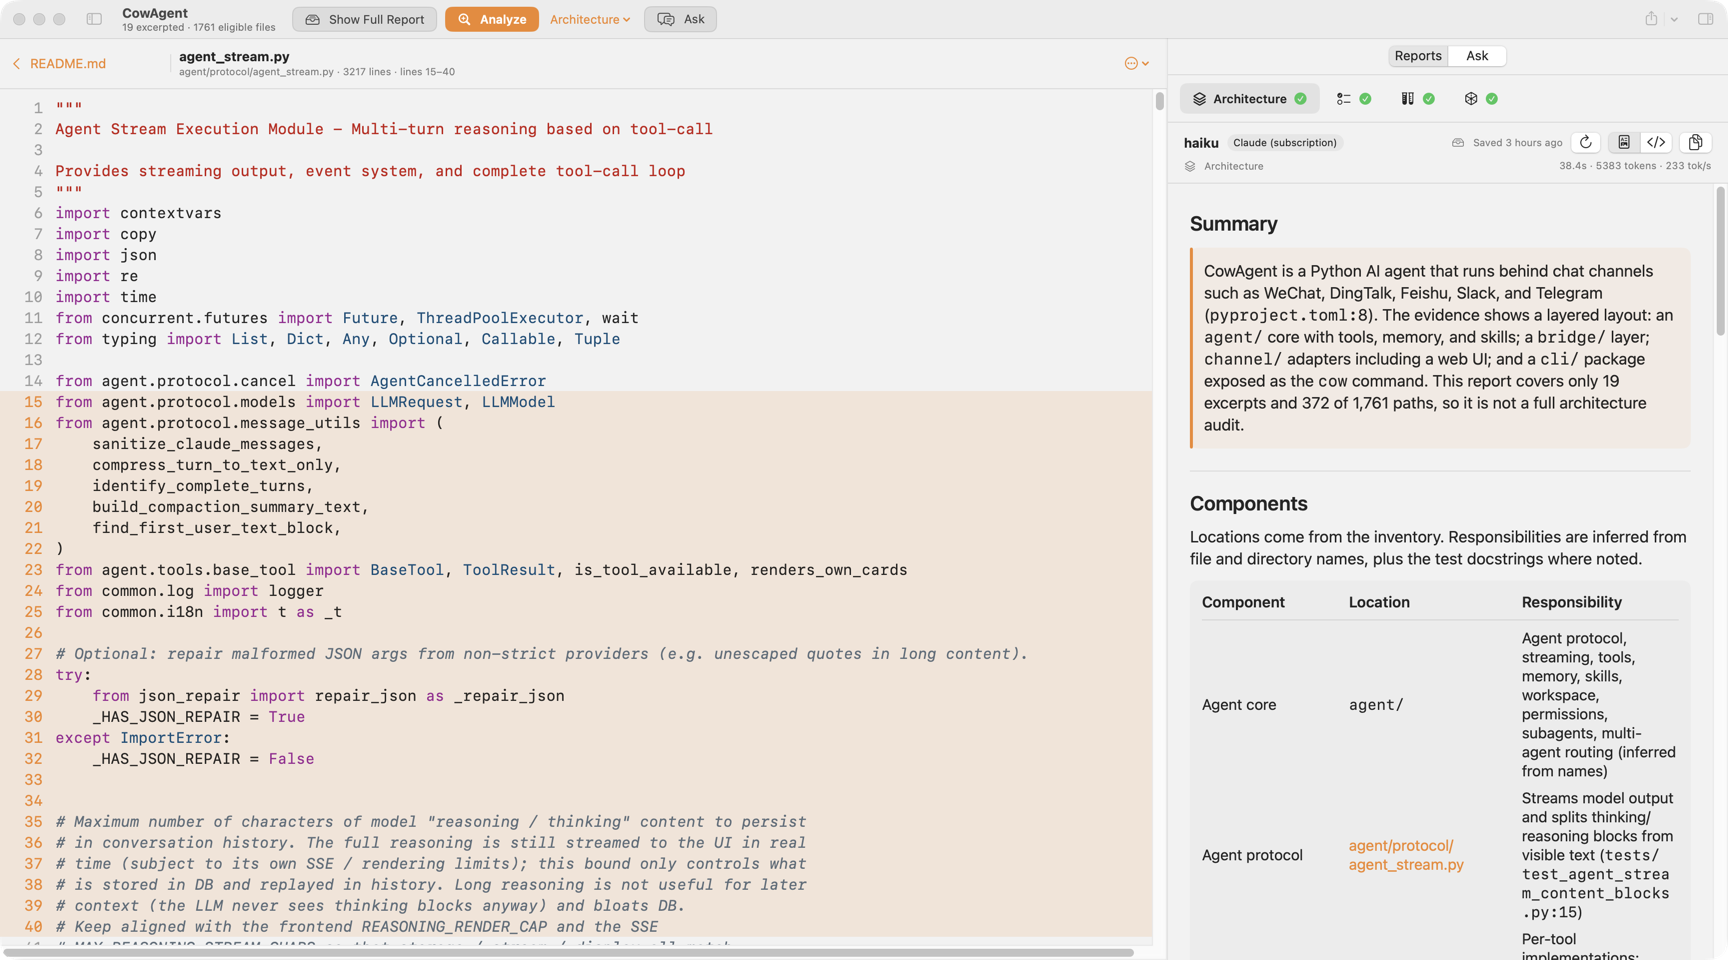 CowAgent
19 excerpted · 1761 eligible files
Show Full Report
Analyze
Architecture
Ask
README.md
agent_stream.py
agent/protocol/agent_stream.py · 3217 lines · lines 15–40
1 """
2 Agent Stream Execution Module - Multi-turn reasoning based on tool-call
3
4 Provides streaming output, event system, and complete tool-call loop
5 """
6 import contextvars
7 import copy
8 import json
9 import re
10 import time
11 from concurrent.futures import Future, ThreadPoolExecutor, wait
12 from typing import List, Dict, Any, Optional, Callable, Tuple
13
14 from agent.protocol.cancel import AgentCancelledError
15 from agent.protocol.models import LLMRequest, LLMModel
16 from agent.protocol.message_utils import (
17     sanitize_claude_messages,
18     compress_turn_to_text_only,
19     identify_complete_turns,
20     build_compaction_summary_text,
21     find_first_user_text_block,
22 )
23 from agent.tools.base_tool import BaseTool, ToolResult, is_tool_available, renders_own_cards
24 from common.log import logger
25 from common.i18n import t as _t
26
27 # Optional: repair malformed JSON args from non-strict providers (e.g. unescaped quotes in long content).
28 try:
29     from json_repair import repair_json as _repair_json
30     _HAS_JSON_REPAIR = True
31 except ImportError:
32     _HAS_JSON_REPAIR = False
33
34
35 # Maximum number of characters of model "reasoning / thinking" content to persist
36 # in conversation history. The full reasoning is still streamed to the UI in real
37 # time (subject to its own SSE / rendering limits); this bound only controls what
38 # is stored in DB and replayed in history. Long reasoning is not useful for later
39 # context (the LLM never sees thinking blocks anyway) and bloats DB.
40 # Keep aligned with the frontend REASONING_RENDER_CAP and the SSE
Reports
Ask
Architecture
haiku
Claude (subscription)
Saved 3 hours ago
Architecture
38.4s · 5383 tokens · 233 tok/s
Summary
CowAgent is a Python AI agent that runs behind chat channels
such as WeChat, DingTalk, Feishu, Slack, and Telegram
(pyproject.toml:8). The evidence shows a layered layout: an
agent/ core with tools, memory, and skills; a bridge/ layer;
channel/ adapters including a web UI; and a cli/ package
exposed as the cow command. This report covers only 19
excerpts and 372 of 1,761 paths, so it is not a full architecture
audit.
Components
Locations come from the inventory. Responsibilities are inferred from
file and directory names, plus the test docstrings where noted.
Component Location Responsibility
Agent core
agent/
Agent protocol,
streaming, tools,
memory, skills,
workspace,
permissions,
subagents, multi-
agent routing (inferred
from names)
Agent protocol
agent/protocol/
agent_stream.py
Streams model output
and splits thinking/
reasoning blocks from
visible text (tests/
test_agent_strea
m_content_blocks
.py:15)
Per-tool
implementations: